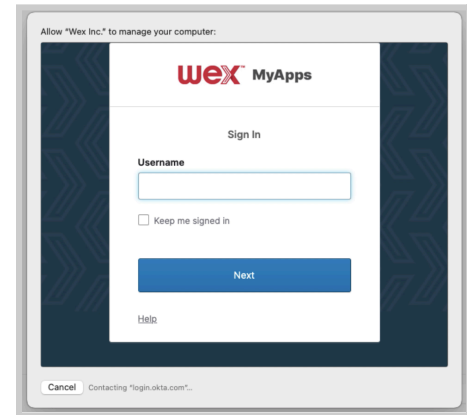 Allow "Wex Inc." to manage your computer:
wex MyApps
Sign In
Username
Keep me signed in
Next
Help
Cancel Contacting "login.okta.com"...